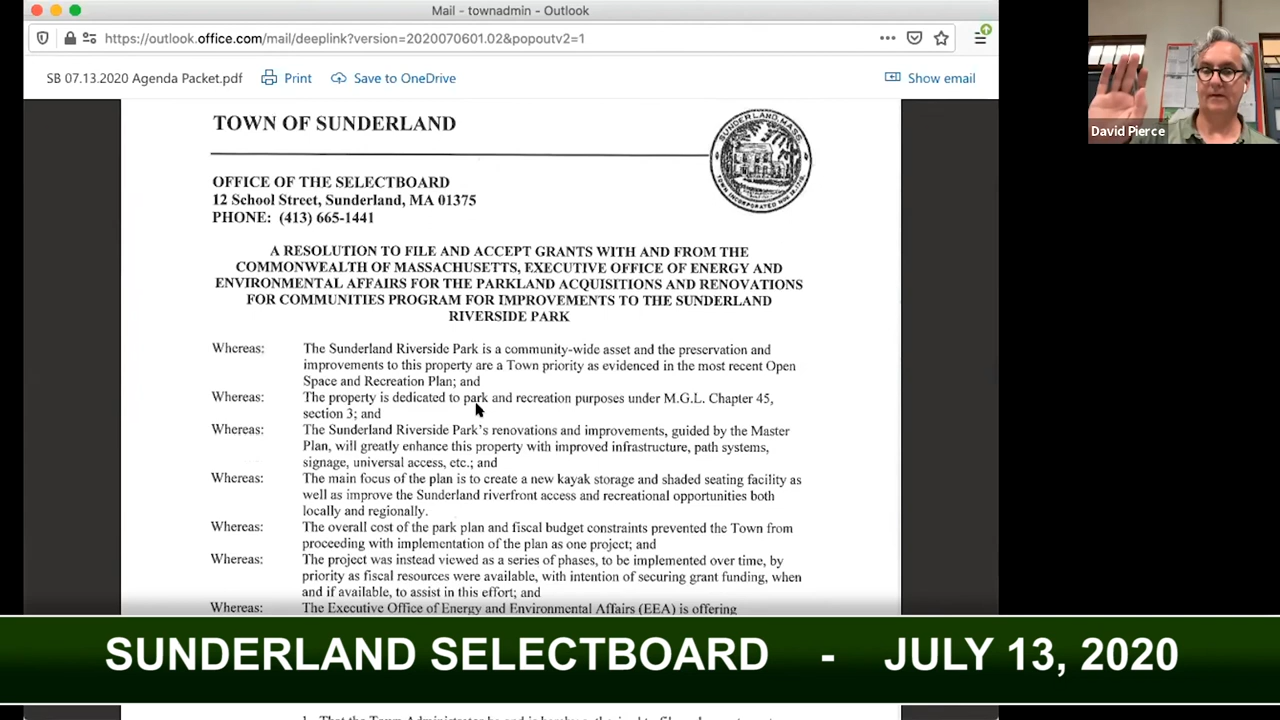 Mail - townadmin - Outlook
https://outlook.office.com/mail/deeplink?version=2020070601.02&popoutv2=1
SB 07.13.2020 Agenda Packet.pdf Print Save to OneDrive Show email
David Pierce
TOWN OF SUNDERLAND
SUNDERLAND, MASS.
OFFICE OF THE SELECTBOARD
12 School Street, Sunderland, MA 01375
PHONE: (413) 665-1441
A RESOLUTION TO FILE AND ACCEPT GRANTS WITH AND FROM THE
COMMONWEALTH OF MASSACHUSETTS, EXECUTIVE OFFICE OF ENERGY AND
ENVIRONMENTAL AFFAIRS FOR THE PARKLAND ACQUISITIONS AND RENOVATIONS
FOR COMMUNITIES PROGRAM FOR IMPROVEMENTS TO THE SUNDERLAND
RIVERSIDE PARK
Whereas: The Sunderland Riverside Park is a community-wide asset and the preservation and
improvements to this property are a Town priority as evidenced in the most recent Open
Space and Recreation Plan; and
Whereas: The property is dedicated to park and recreation purposes under M.G.L. Chapter 45,
section 3; and
Whereas: The Sunderland Riverside Park's renovations and improvements, guided by the Master
Plan, will greatly enhance this property with improved infrastructure, path systems,
signage, universal access, etc.; and
Whereas: The main focus of the plan is to create a new kayak storage and shaded seating facility as
well as improve the Sunderland riverfront access and recreational opportunities both
locally and regionally.
Whereas: The overall cost of the park plan and fiscal budget constraints prevented the Town from
proceeding with implementation of the plan as one project; and
Whereas: The project was instead viewed as a series of phases, to be implemented over time, by
priority as fiscal resources were available, with intention of securing grant funding, when
and if available, to assist in this effort; and
Whereas: The Executive Office of Energy and Environmental Affairs (EEA) is offering
SUNDERLAND SELECTBOARD - JULY 13, 2020